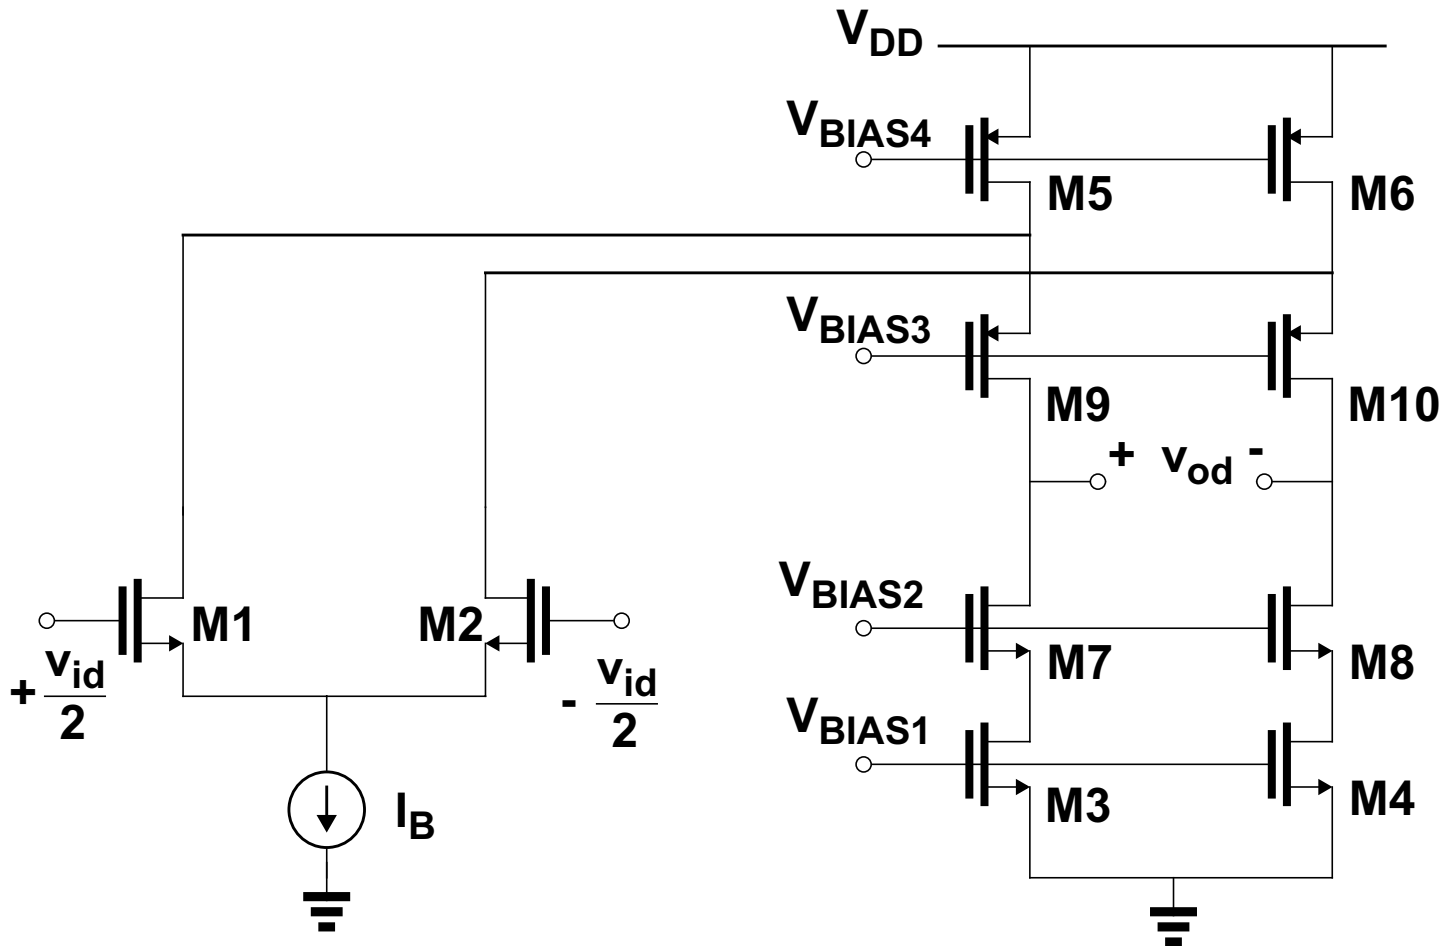 VDD
VBIAS4
M5
M6
VBIAS3
M9
M10
+ vod -
VBIAS2
M1
M2
M7
M8
+ vid/2
- vid/2
VBIAS1
M3
M4
IB